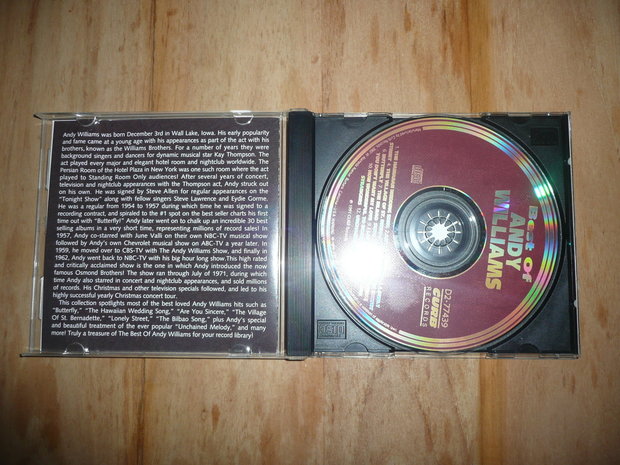 Andy Williams was born December 3rd in Wall Lake, Iowa. His early popularity
and fame came at a young age with his appearances as part of the act with his
brothers, known as the Williams Brothers. For a number of years they were
background singers and dancers for dynamic musical star Kay Thompson. The
act played every major and elegant hotel room and nightclub worldwide. The
Persian Room of the Hotel Plaza in New York was one such room where the act
played to Standing Room Only audiences! After several years of concert,
television and nightclub appearances with the Thompson act, Andy struck out
on his own. He was signed by Steve Allen for regular appearances on the
"Tonight Show" along with fellow singers Steve Lawrence and Eydie Gorme.
He was a regular from 1954 to 1957 during which time he was signed to a
recording contract, and spiraled to the #1 spot on the best seller charts his first
time out with "Butterfly!" Andy later went on to chalk up an incredible 30 best
selling albums in a very short time, representing millions of record sales! In
1957, Andy co-starred with June Valli on their own NBC-TV musical show
followed by Andy's own Chevrolet musical show on ABC-TV a year later. In
1959, he moved over to CBS-TV with The Andy Williams Show, and finally in
1962, Andy went back to NBC-TV with his big hour long show.This high rated
and critically acclaimed show is the one in which Andy introduced the now
famous Osmond Brothers! The show ran through July of 1971, during which
time Andy also starred in concert and nightclub appearances, and sold millions
of records. His Christmas and other television specials followed, and led to his
highly successful yearly Christmas concert tour.
This collection spotlights most of the best loved Andy Williams hits such as
"Butterfly," "The Hawaiian Wedding Song," "Are You Sincere," "The Village
Of St. Bernadette," "Lonely Street," "The Bilbao Song," plus Andy's special
and beautiful treatment of the ever popular "Unchained Melody," and many
more! Truly a treasure of The Best Of Andy Williams for your record library!
Best OF
ANDY
WILLIAMS
D2-77439
CURB
RECORDS